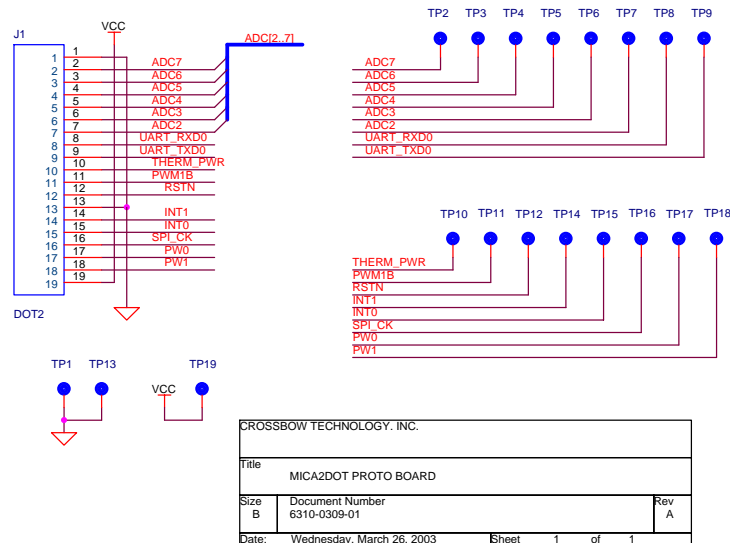 J1
VCC
1 1
2 2 ADC7
3 3 ADC6
4 4 ADC5
5 5 ADC4
6 6 ADC3
7 7 ADC2
8 8 UART_RXD0
9 9 UART_TXD0
10 10 THERM_PWR
11 11 PWM1B
12 12 RSTN
13 13
14 14 INT1
15 15 INT0
16 16 SPI_CK
17 17 PW0
18 18 PW1
19 19
DOT2
ADC[2..7]
TP2 TP3 TP4 TP5 TP6 TP7 TP8 TP9
ADC7
ADC6
ADC5
ADC4
ADC3
ADC2
UART_RXD0
UART_TXD0
TP10 TP11 TP12 TP14 TP15 TP16 TP17 TP18
THERM_PWR
PWM1B
RSTN
INT1
INT0
SPI_CK
PW0
PW1
TP1 TP13
VCC
TP19
CROSSBOW TECHNOLOGY. INC.
Title
MICA2DOT PROTO BOARD
Size Document Number Rev
B 6310-0309-01 A
Date: Wednesday, March 26, 2003 Sheet 1 of 1